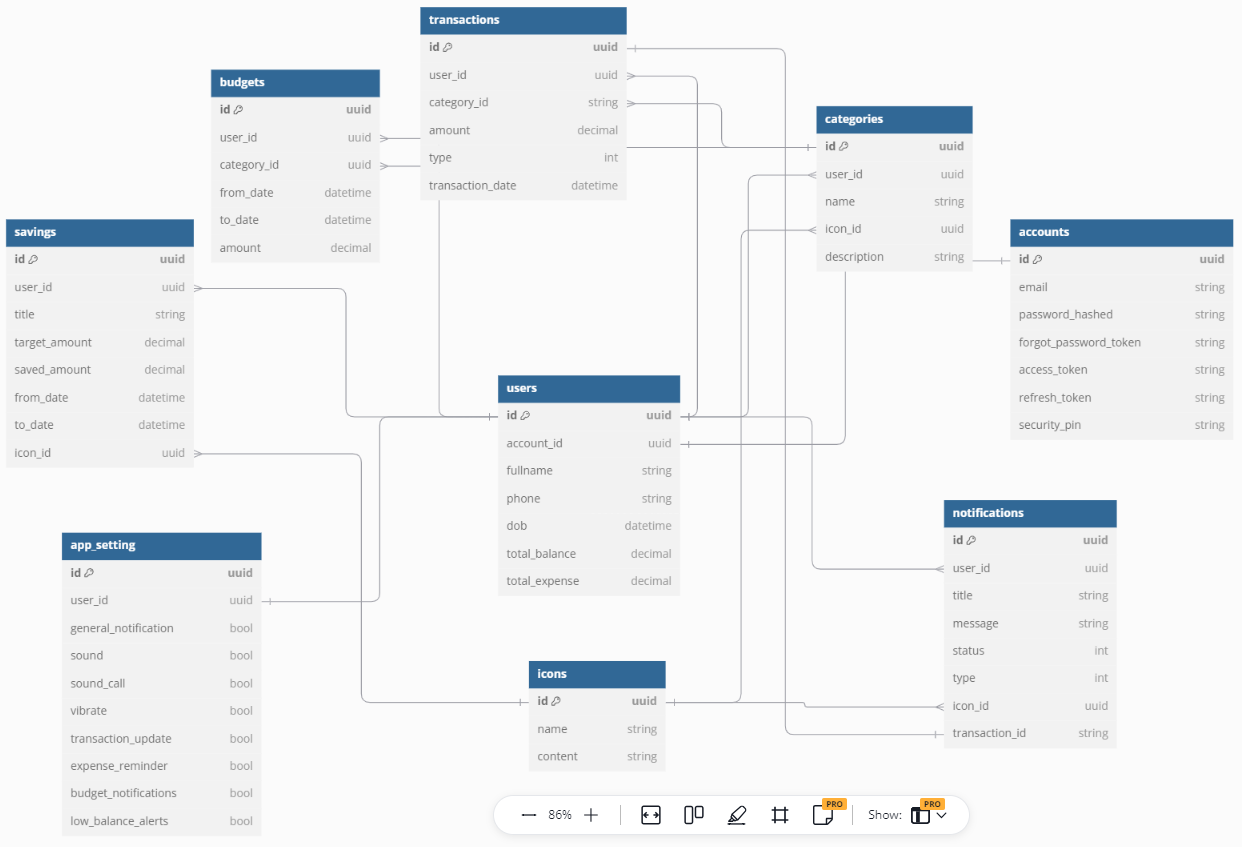 transactions
id uuid
user_id uuid
category_id string
amount decimal
type int
transaction_date datetime
budgets
id uuid
user_id uuid
category_id uuid
from_date datetime
to_date datetime
amount decimal
categories
id uuid
user_id uuid
name string
icon_id uuid
description string
savings
id uuid
user_id uuid
title string
target_amount decimal
saved_amount decimal
from_date datetime
to_date datetime
icon_id uuid
accounts
id uuid
email string
password_hashed string
forgot_password_token string
access_token string
refresh_token string
security_pin string
users
id uuid
account_id uuid
fullname string
phone string
dob datetime
total_balance decimal
total_expense decimal
notifications
id uuid
user_id uuid
title string
message string
status int
type int
icon_id uuid
transaction_id string
app_setting
id uuid
user_id uuid
general_notification bool
sound bool
sound_call bool
vibrate bool
transaction_update bool
expense_reminder bool
budget_notifications bool
low_balance_alerts bool
icons
id uuid
name string
content string
86% PRO Show: PRO